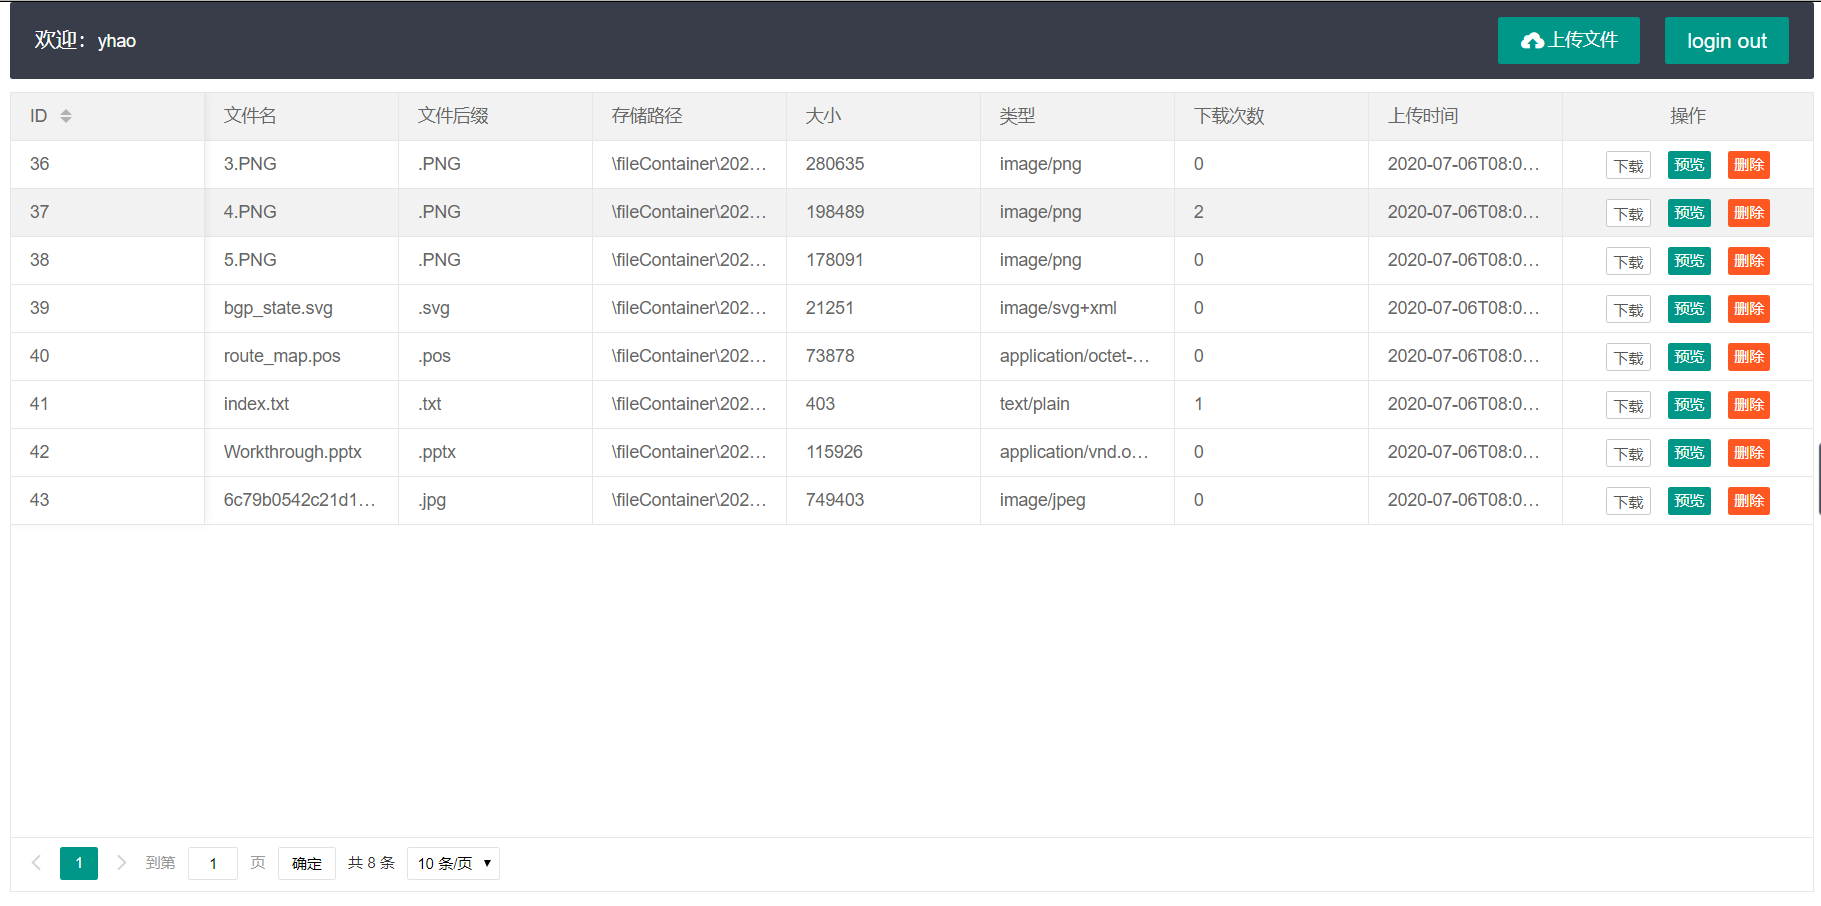 欢迎：yhao
上传文件 login out
ID 文件名 文件后缀 存储路径 大小 类型 下载次数 上传时间 操作
36 3.PNG .PNG \fileContainer\202... 280635 image/png 0 2020-07-06T08:0... 下载 预览 删除
37 4.PNG .PNG \fileContainer\202... 198489 image/png 2 2020-07-06T08:0... 下载 预览 删除
38 5.PNG .PNG \fileContainer\202... 178091 image/png 0 2020-07-06T08:0... 下载 预览 删除
39 bgp_state.svg .svg \fileContainer\202... 21251 image/svg+xml 0 2020-07-06T08:0... 下载 预览 删除
40 route_map.pos .pos \fileContainer\202... 73878 application/octet-... 0 2020-07-06T08:0... 下载 预览 删除
41 index.txt .txt \fileContainer\202... 403 text/plain 1 2020-07-06T08:0... 下载 预览 删除
42 Workthrough.pptx .pptx \fileContainer\202... 115926 application/vnd.o... 0 2020-07-06T08:0... 下载 预览 删除
43 6c79b0542c21d1... .jpg \fileContainer\202... 749403 image/jpeg 0 2020-07-06T08:0... 下载 预览 删除
1 到第 1 页 确定 共 8 条 10 条/页